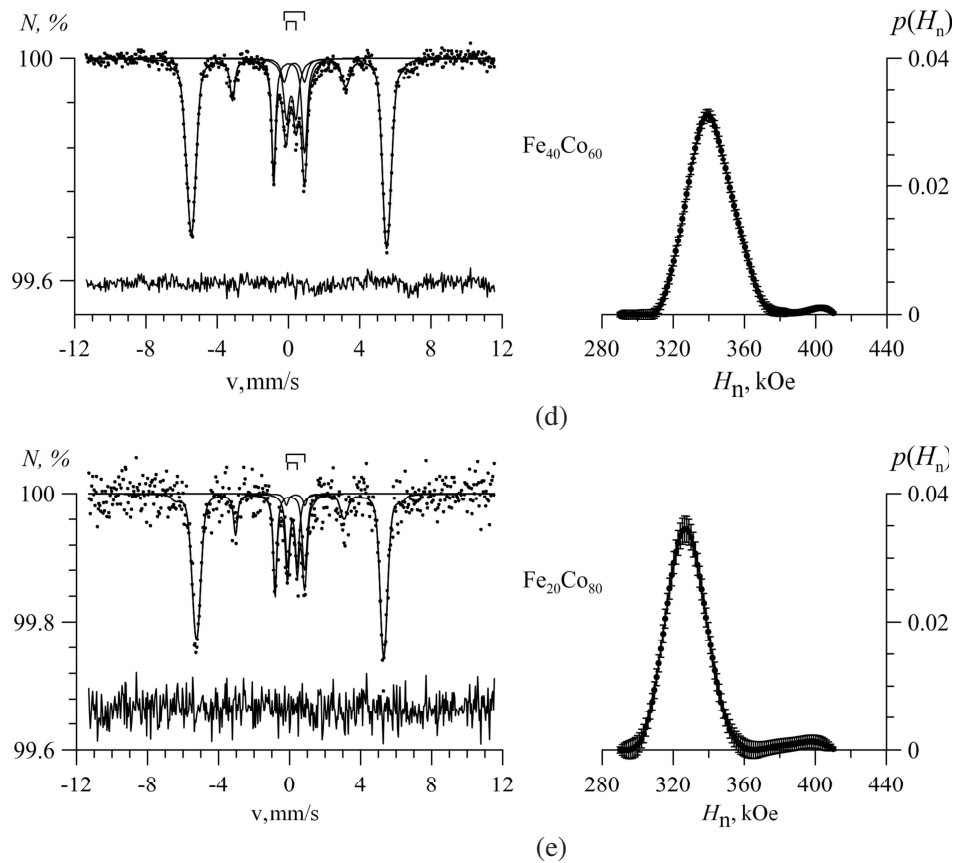 N, %
p(Hₙ)
100
0.04
Fe₄₀Co₆₀
0.02
99.6
0
-12 -8 -4 0 4 8 12
280 320 360 400 440
v,mm/s
Hₙ, kOe
(d)
N, %
p(Hₙ)
100
0.04
Fe₂₀Co₈₀
99.8
0.02
99.6
0
-12 -8 -4 0 4 8 12
280 320 360 400 440
v,mm/s
Hₙ, kOe
(e)